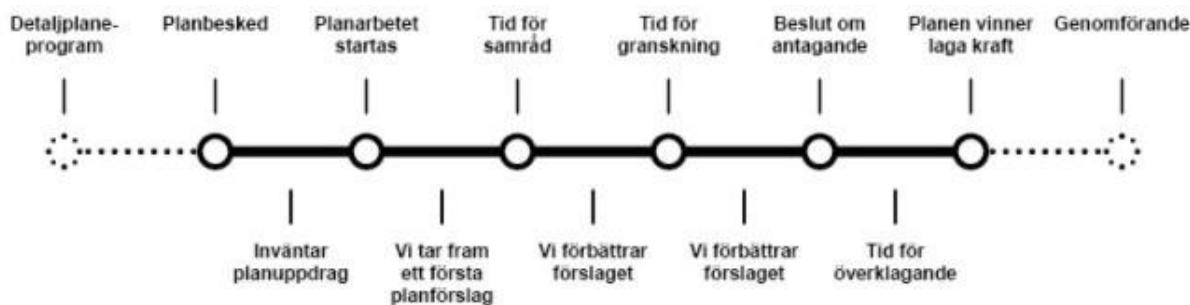 Detaljplane-
program
Planbesked
Planarbetet
startas
Tid för
samråd
Tid för
granskning
Beslut om
antagande
Planen vinner
laga kraft
Genomförande
Inväntar
planuppdrag
Vi tar fram
ett första
planförslag
Vi förbättrar
förslaget
Vi förbättrar
förslaget
Tid för
överklagande